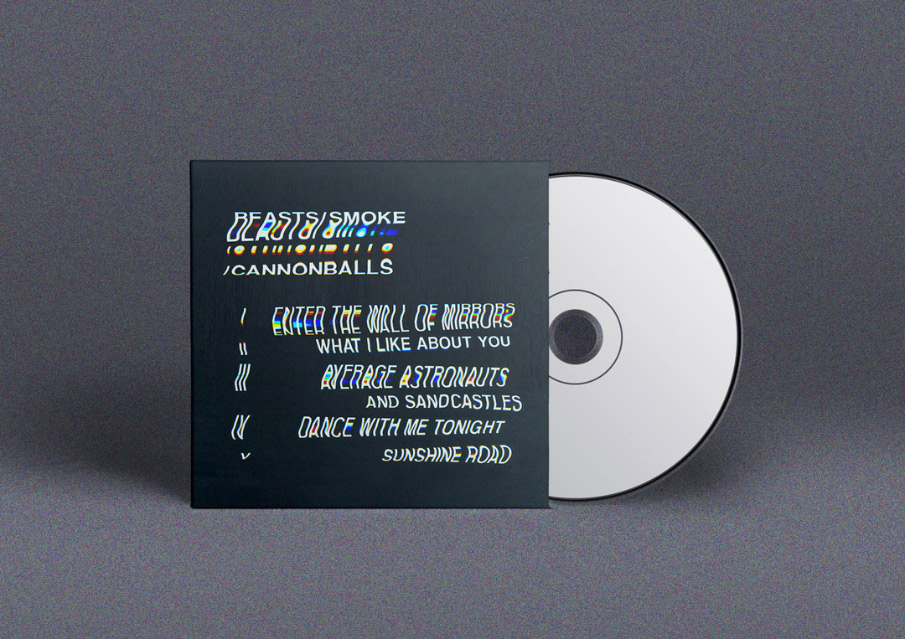 BEASTS/SMOKE
/CANNONBALLS
I ENTER THE WALL OF MIRRORS
II WHAT I LIKE ABOUT YOU
III AVERAGE ASTRONAUTS
AND SANDCASTLES
IV DANCE WITH ME TONIGHT
V SUNSHINE ROAD